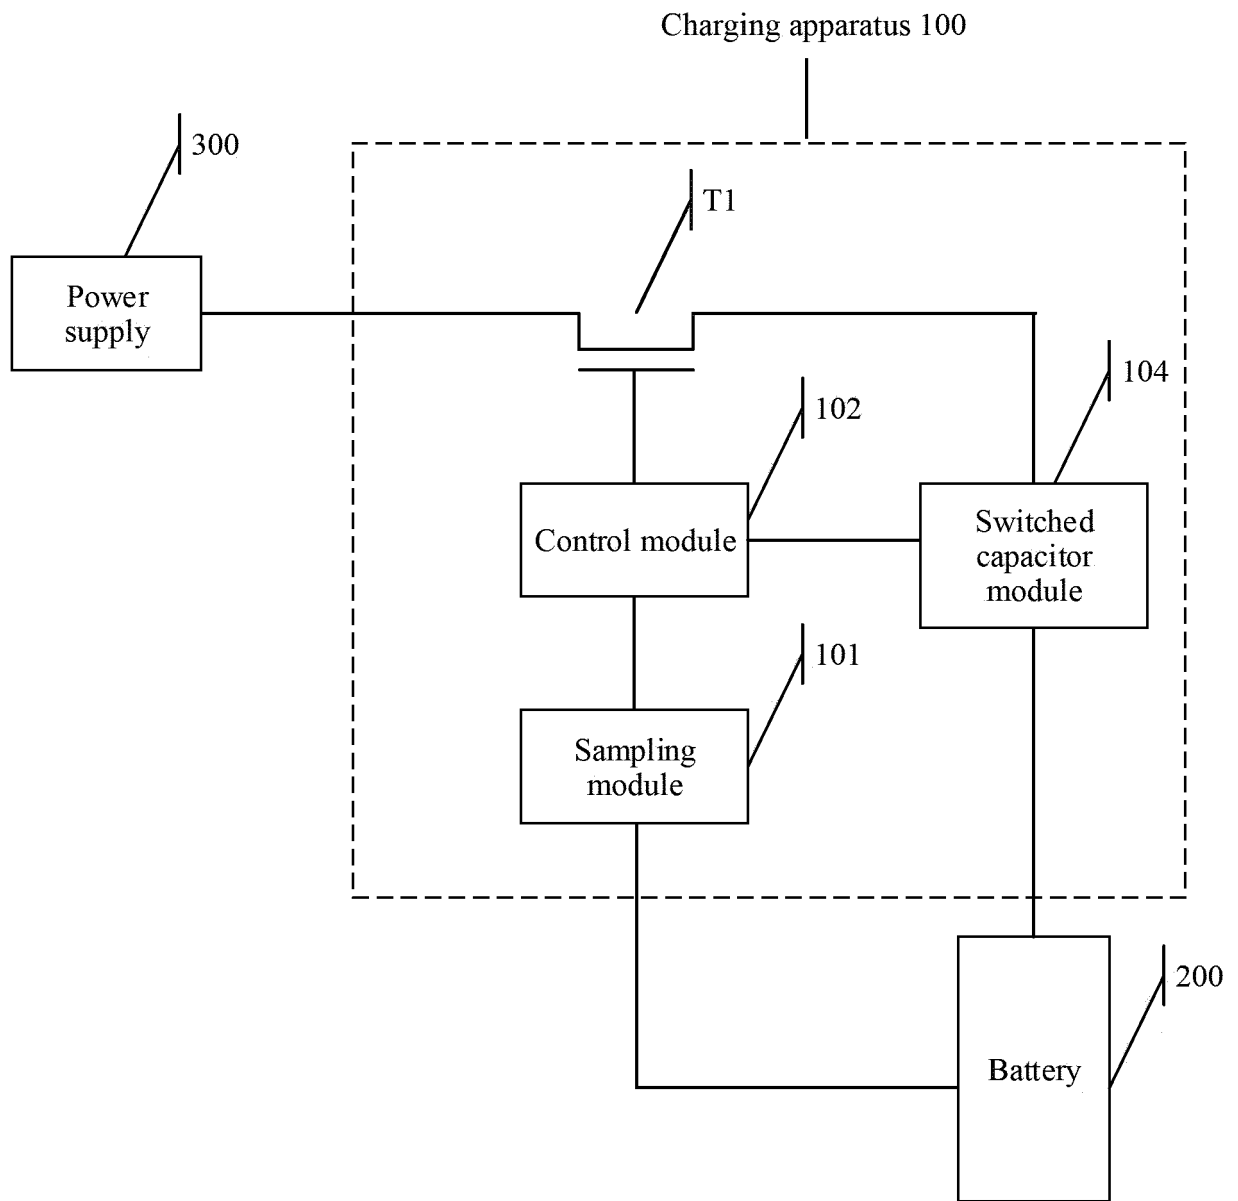 Charging apparatus 100
300
T1
Power
supply
104
102
Control module
Switched
capacitor
module
101
Sampling
module
200
Battery